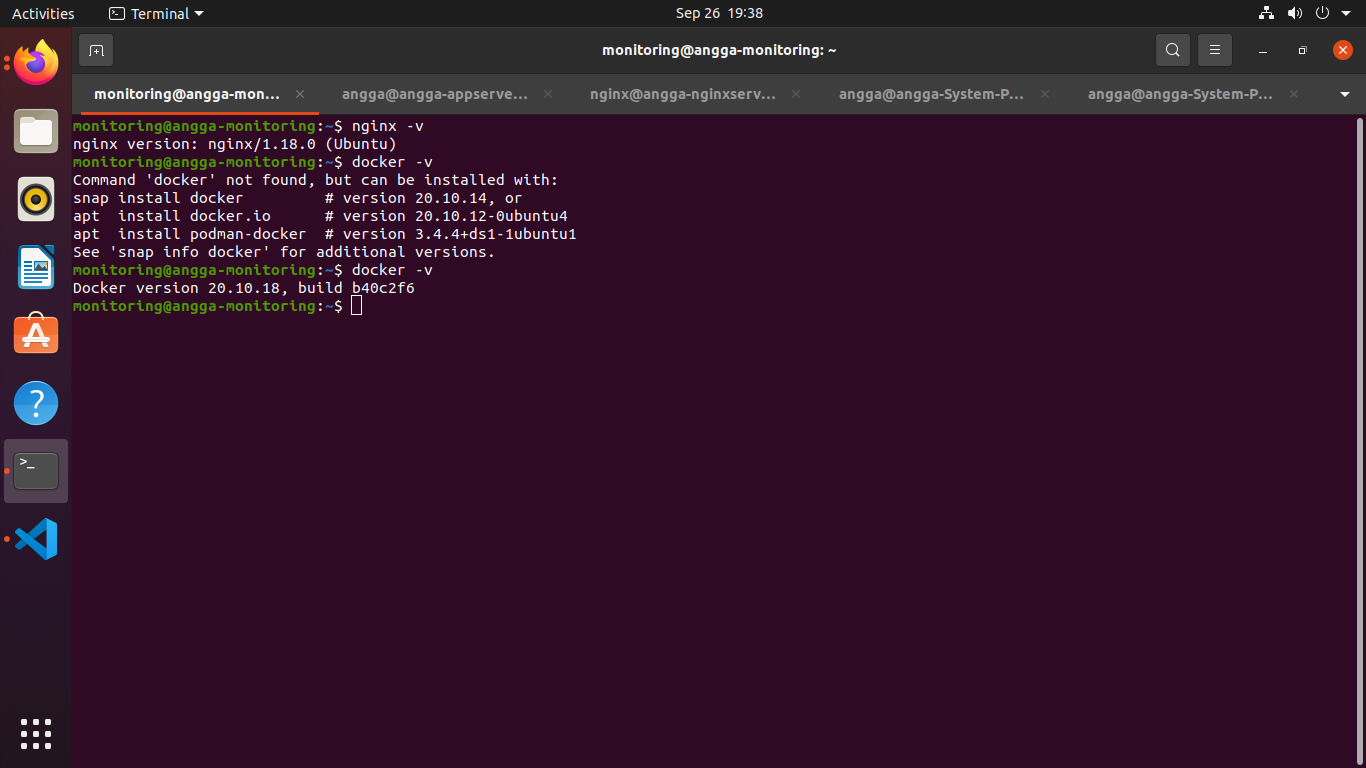 Activities
Terminal
Sep 26 19:38
monitoring@angga-monitoring: ~
monitoring@angga-mon...
angga@angga-appserve...
nginx@angga-nginxserv...
angga@angga-System-P...
angga@angga-System-P...
monitoring@angga-monitoring:~$ nginx -v
nginx version: nginx/1.18.0 (Ubuntu)
monitoring@angga-monitoring:~$ docker -v
Command 'docker' not found, but can be installed with:
snap install docker         # version 20.10.14, or
apt  install docker.io      # version 20.10.12-0ubuntu4
apt  install podman-docker  # version 3.4.4+ds1-1ubuntu1
See 'snap info docker' for additional versions.
monitoring@angga-monitoring:~$ docker -v
Docker version 20.10.18, build b40c2f6
monitoring@angga-monitoring:~$